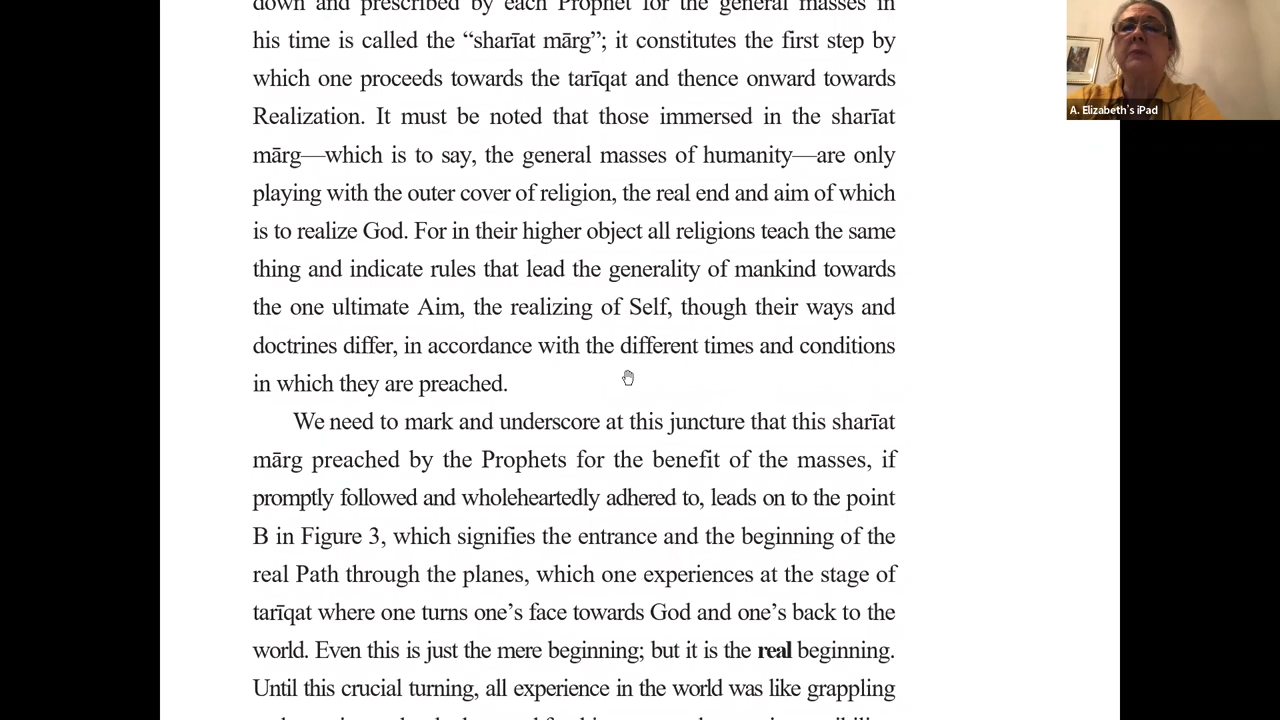 down and prescribed by each Prophet for the general masses in
his time is called the “sharīat mārg”; it constitutes the first step by
which one proceeds towards the tarīqat and thence onward towards
Realization. It must be noted that those immersed in the sharīat
mārg—which is to say, the general masses of humanity—are only
playing with the outer cover of religion, the real end and aim of which
is to realize God. For in their higher object all religions teach the same
thing and indicate rules that lead the generality of mankind towards
the one ultimate Aim, the realizing of Self, though their ways and
doctrines differ, in accordance with the different times and conditions
in which they are preached.
We need to mark and underscore at this juncture that this sharīat
mārg preached by the Prophets for the benefit of the masses, if
promptly followed and wholeheartedly adhered to, leads on to the point
B in Figure 3, which signifies the entrance and the beginning of the
real Path through the planes, which one experiences at the stage of
tarīqat where one turns one’s face towards God and one’s back to the
world. Even this is just the mere beginning; but it is the real beginning.
Until this crucial turning, all experience in the world was like grappling
A. Elizabeth’s iPad